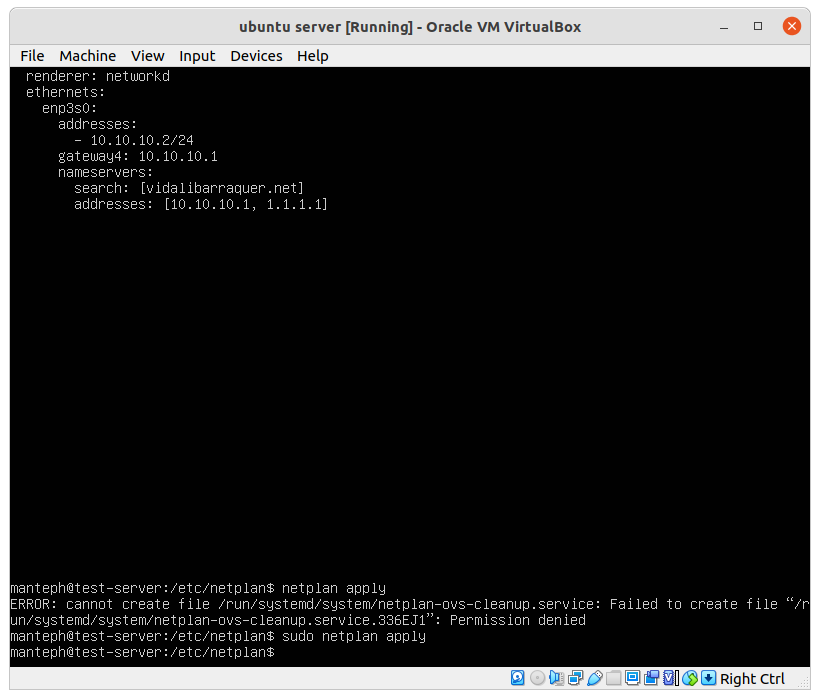 ubuntu server [Running] - Oracle VM VirtualBox
File Machine View Input Devices Help
  renderer: networkd
  ethernets:
    enp3s0:
      addresses:
        - 10.10.10.2/24
      gateway4: 10.10.10.1
      nameservers:
        search: [vidalibarraquer.net]
        addresses: [10.10.10.1, 1.1.1.1]
manteph@test-server:/etc/netplan$ netplan apply
ERROR: cannot create file /run/systemd/system/netplan-ovs-cleanup.service: Failed to create file “/r
un/systemd/system/netplan-ovs-cleanup.service.336EJ1”: Permission denied
manteph@test-server:/etc/netplan$ sudo netplan apply
manteph@test-server:/etc/netplan$
Right Ctrl